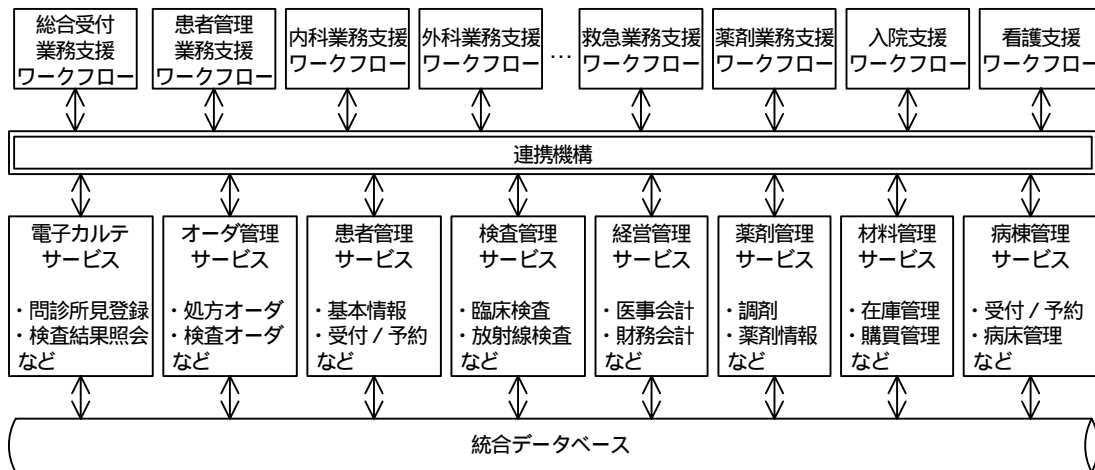 総合受付
業務支援
ワークフロー
患者管理
業務支援
ワークフロー
内科業務支援
ワークフロー
外科業務支援
ワークフロー
…
救急業務支援
ワークフロー
薬剤業務支援
ワークフロー
入院支援
ワークフロー
看護支援
ワークフロー
連携機構
電子カルテ
サービス
・問診所見登録
・検査結果照会
など
オーダ管理
サービス
・処方オーダ
・検査オーダ
など
患者管理
サービス
・基本情報
・受付/予約
など
検査管理
サービス
・臨床検査
・放射線検査
など
経営管理
サービス
・医事会計
・財務会計
など
薬剤管理
サービス
・調剤
・薬剤情報
など
材料管理
サービス
・在庫管理
・購買管理
など
病棟管理
サービス
・受付/予約
・病床管理
など
統合データベース